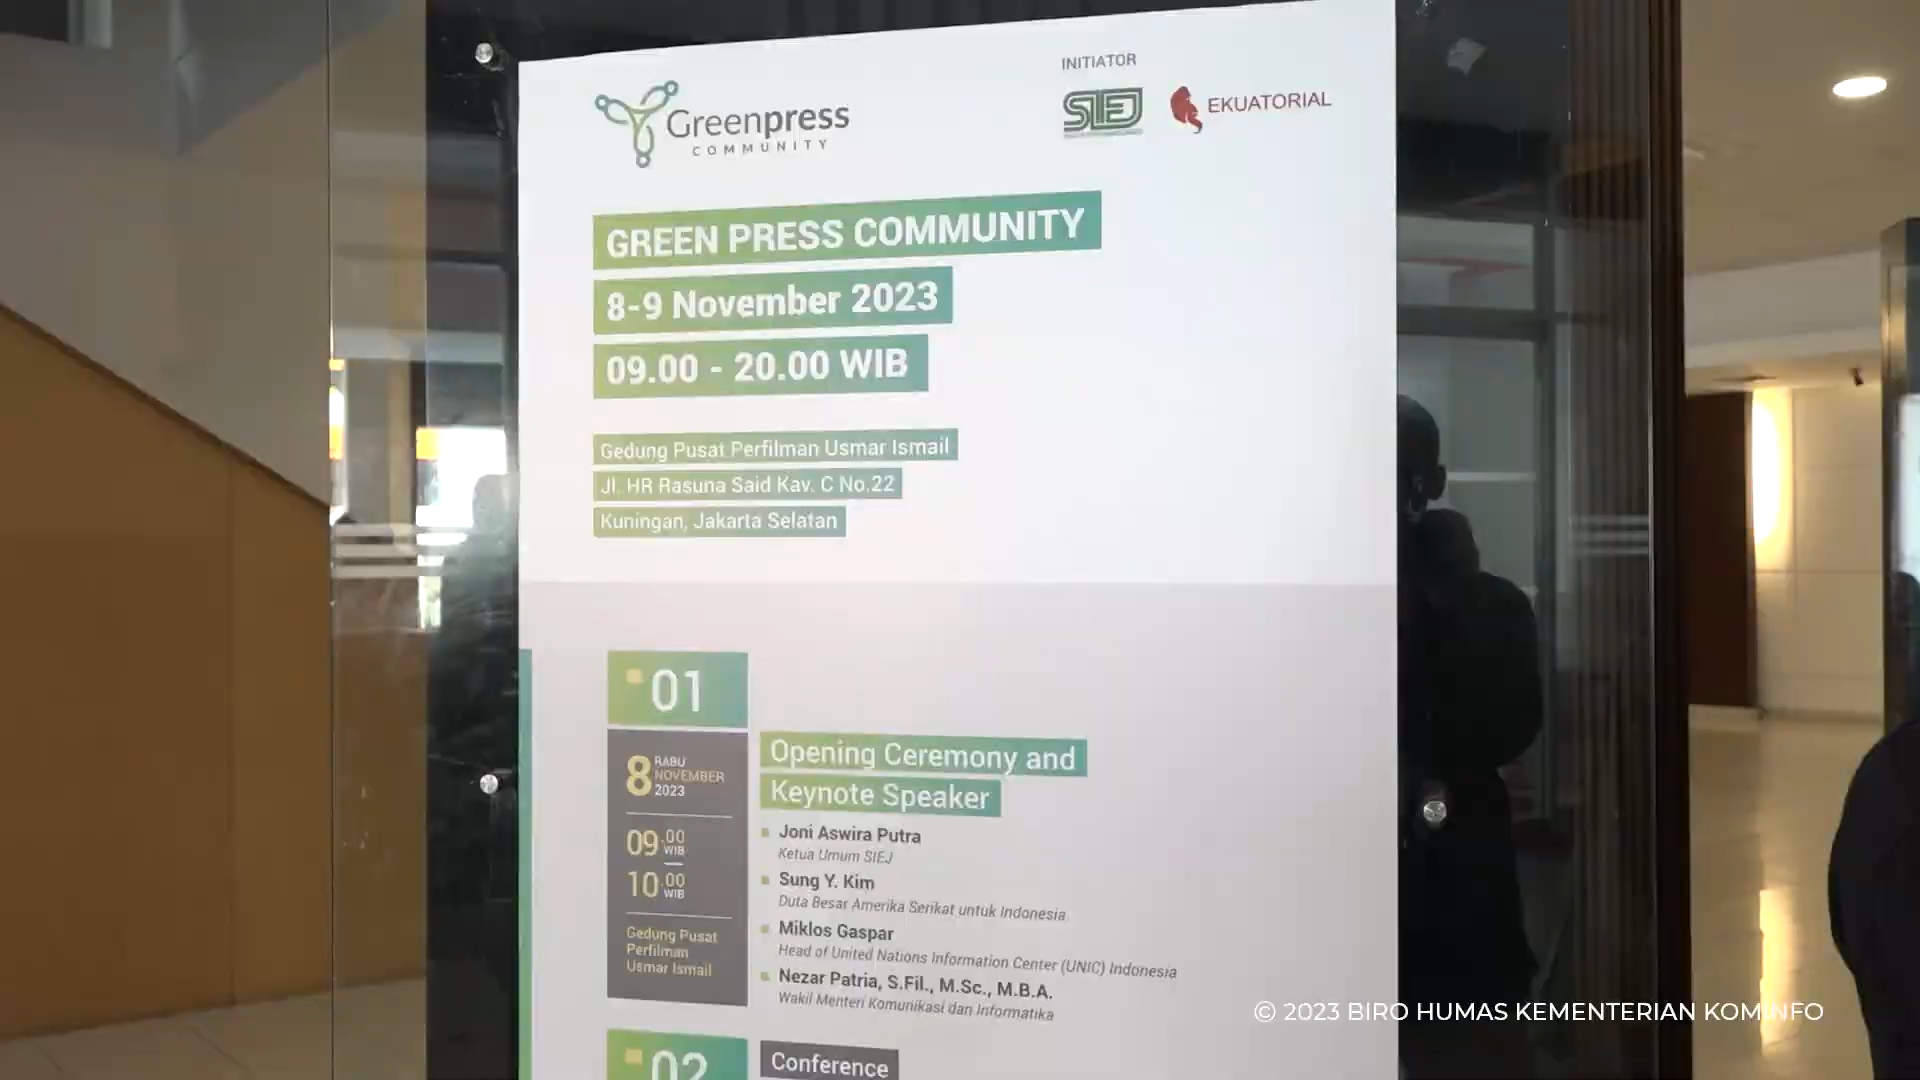 Greenpress
COMMUNITY
INITIATOR
SIEJ
EKUATORIAL
GREEN PRESS COMMUNITY
8-9 November 2023
09.00 - 20.00 WIB
Gedung Pusat Perfilman Usmar Ismail
Jl. HR Rasuna Said Kav. C No.22
Kuningan, Jakarta Selatan
01
8 RABU
NOVEMBER
2023
09.00 WIB
10.00 WIB
Gedung Pusat
Perfilman
Usmar Ismail
Opening Ceremony and
Keynote Speaker
Joni Aswira Putra
Ketua Umum SIEJ
Sung Y. Kim
Duta Besar Amerika Serikat untuk Indonesia
Miklos Gaspar
Head of United Nations Information Center (UNIC) Indonesia
Nezar Patria, S.Fil., M.Sc., M.B.A.
Wakil Menteri Komunikasi dan Informatika
02
Conference
© 2023 BIRO HUMAS KEMENTERIAN KOMINFO